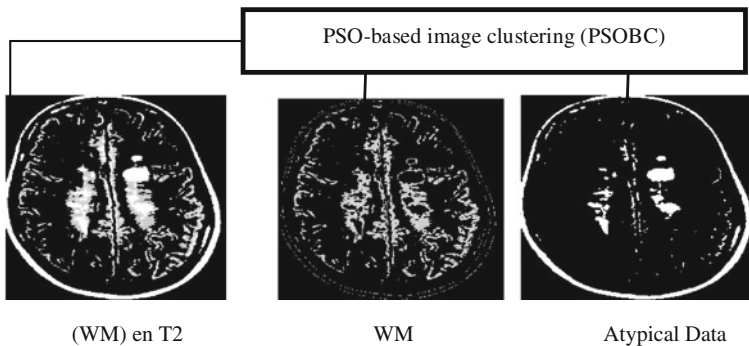 PSO-based image clustering (PSOBC)
(WM) en T2
WM
Atypical Data